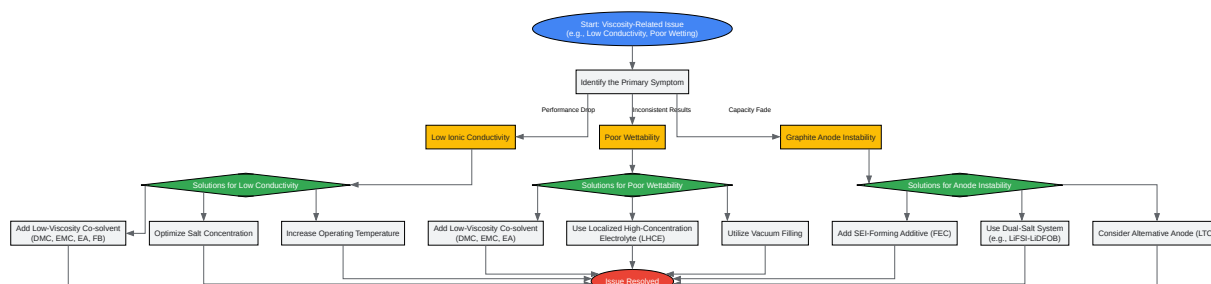 Start: Viscosity-Related Issue
(e.g., Low Conductivity, Poor Wetting)
Identify the Primary Symptom
Performance Drop
Inconsistent Results
Capacity Fade
Low Ionic Conductivity
Poor Wettability
Graphite Anode Instability
Solutions for Low Conductivity
Solutions for Poor Wettability
Solutions for Anode Instability
Add Low-Viscosity Co-solvent
(DMC, EMC, EA, FB)
Optimize Salt Concentration
Increase Operating Temperature
Add Low-Viscosity Co-solvent
(DMC, EMC, EA)
Use Localized High-Concentration
Electrolyte (LHCE)
Utilize Vacuum Filling
Add SEI-Forming Additive (FEC)
Use Dual-Salt System
(e.g., LiFSI-LiDFOB)
Consider Alternative Anode (LTO
Issue Resolved